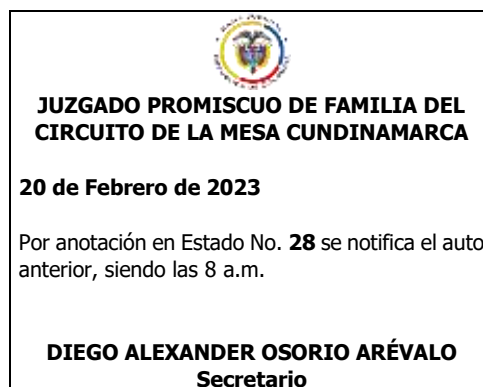 JUZGADO PROMISCUO DE FAMILIA DEL
CIRCUITO DE LA MESA CUNDINAMARCA
20 de Febrero de 2023
Por anotación en Estado No. 28 se notifica el auto
anterior, siendo las 8 a.m.
DIEGO ALEXANDER OSORIO ARÉVALO
Secretario